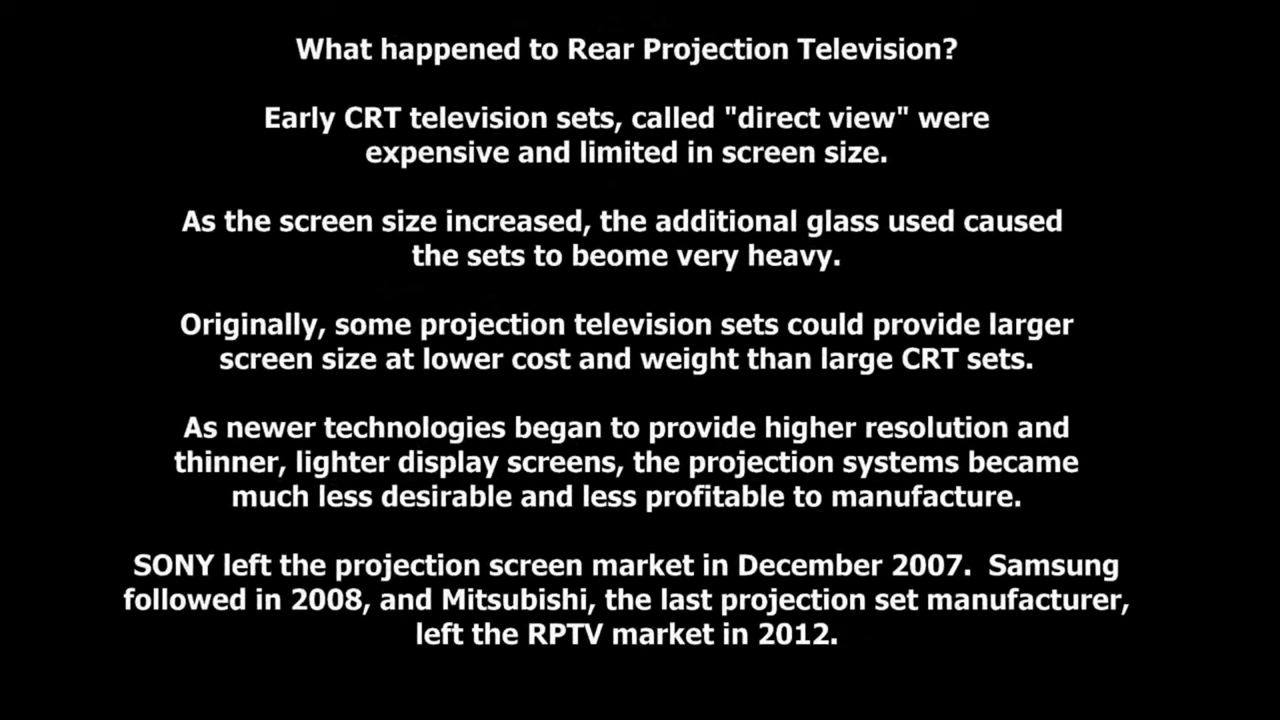 What happened to Rear Projection Television?
Early CRT television sets, called "direct view" were
expensive and limited in screen size.
As the screen size increased, the additional glass used caused
the sets to beome very heavy.
Originally, some projection television sets could provide larger
screen size at lower cost and weight than large CRT sets.
As newer technologies began to provide higher resolution and
thinner, lighter display screens, the projection systems became
much less desirable and less profitable to manufacture.
SONY left the projection screen market in December 2007.  Samsung
followed in 2008, and Mitsubishi, the last projection set manufacturer,
left the RPTV market in 2012.